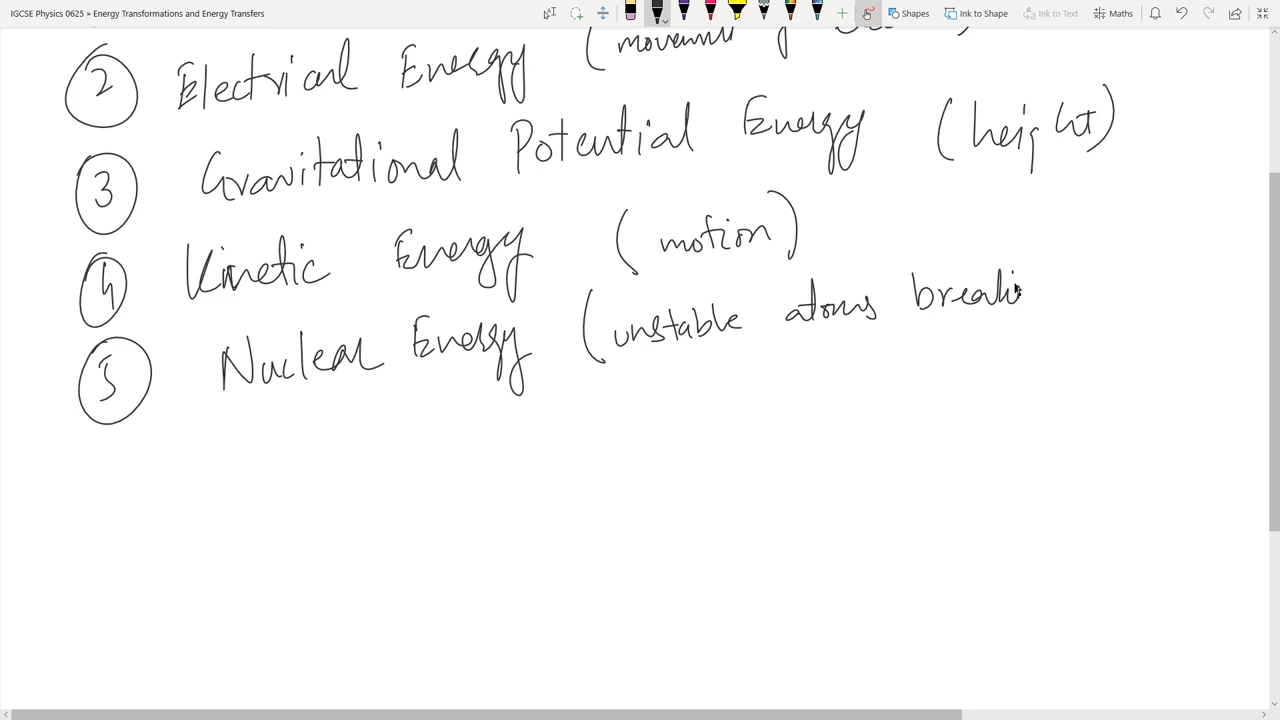 IGCSE Physics 0625 » Energy Transformations and Energy Transfers
Shapes Ink to Shape Ink to Text Maths
2 Electrical Energy (
3 Gravitational Potential Energy (height)
4 Kinetic Energy (motion)
5 Nuclear Energy (unstable atoms breaki